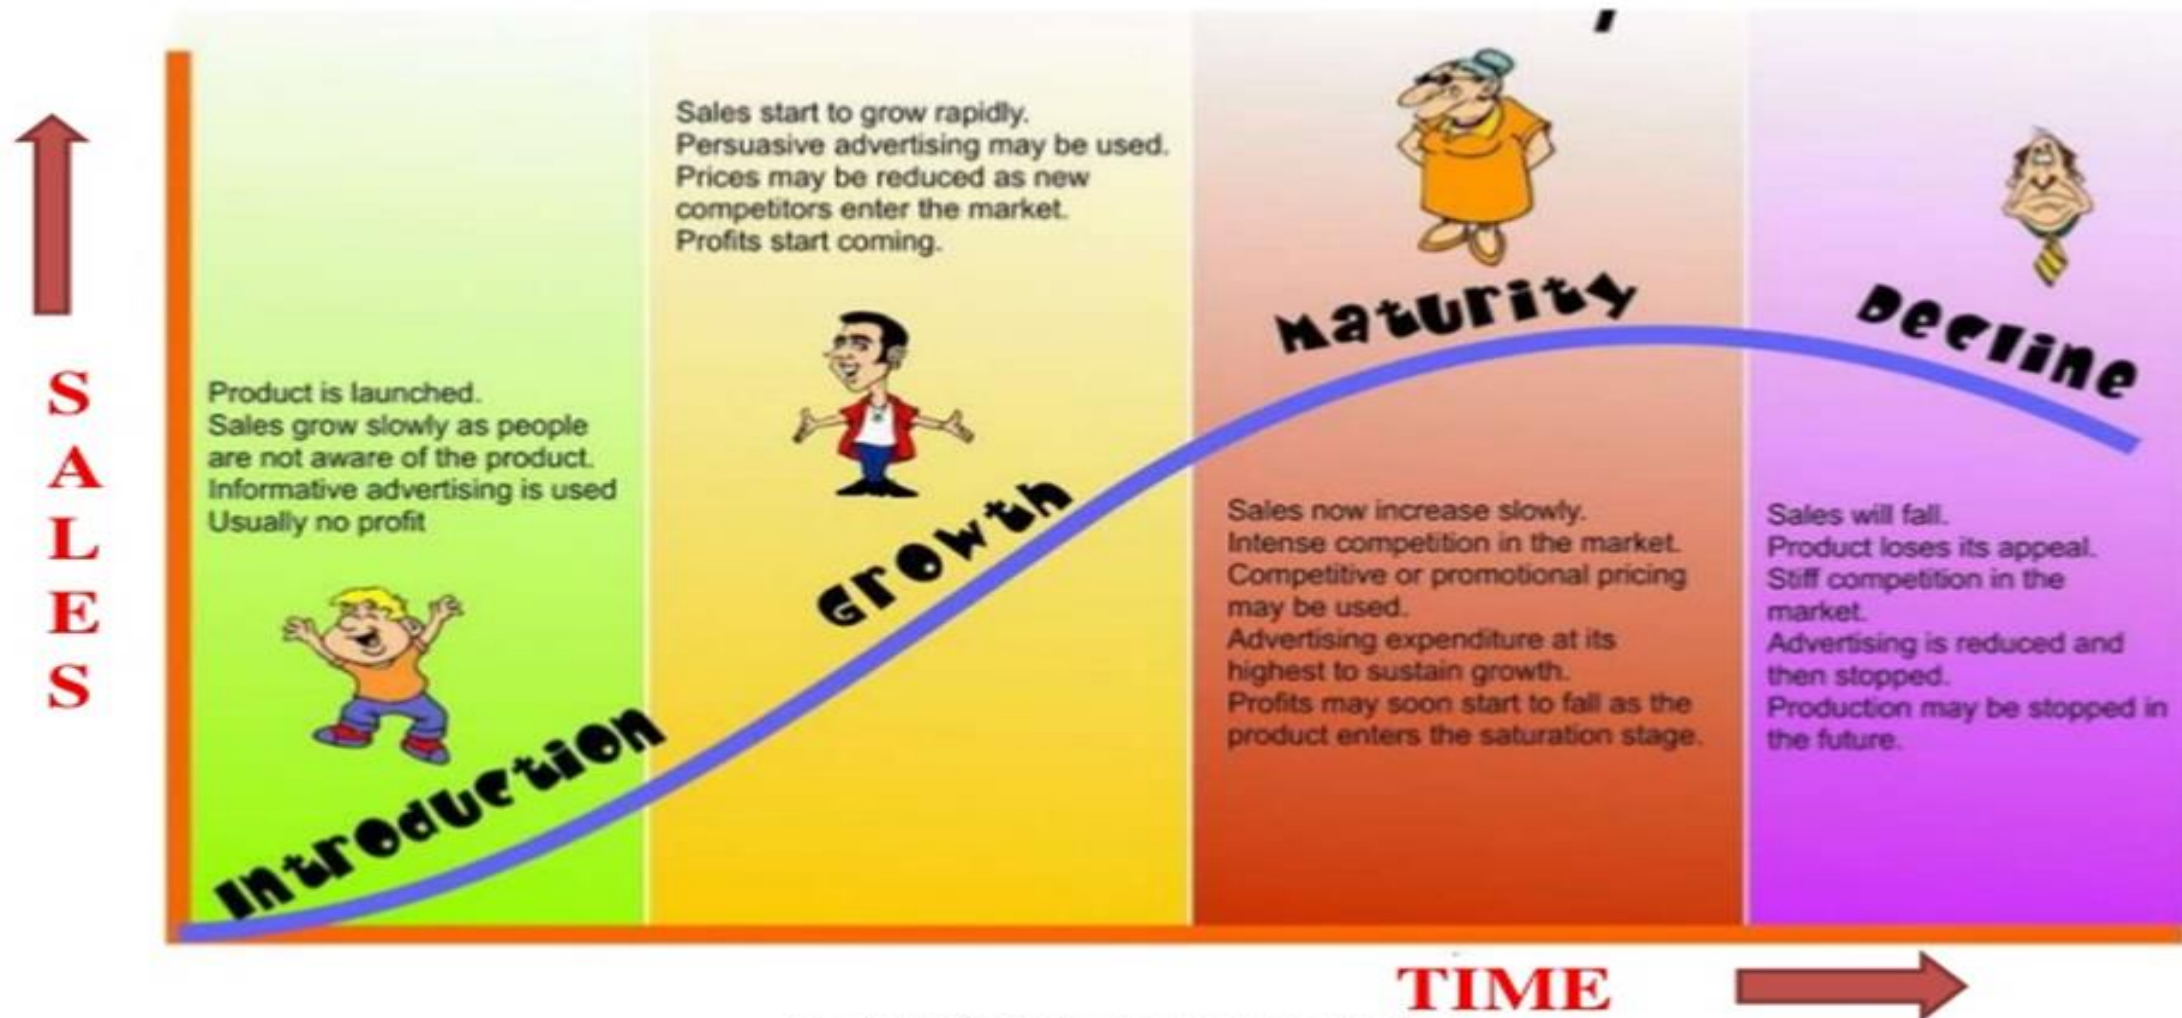 SALES
Product is launched.
Sales grow slowly as people
are not aware of the product.
Informative advertising is used
Usually no profit
Introduction
Sales start to grow rapidly.
Persuasive advertising may be used.
Prices may be reduced as new
competitors enter the market.
Profits start coming.
Growth
Maturity
Sales now increase slowly.
Intense competition in the market.
Competitive or promotional pricing
may be used.
Advertising expenditure at its
highest to sustain growth.
Profits may soon start to fall as the
product enters the saturation stage.
Decline
Sales will fall.
Product loses its appeal.
Stiff competition in the
market.
Advertising is reduced and
then stopped.
Production may be stopped in
the future.
TIME